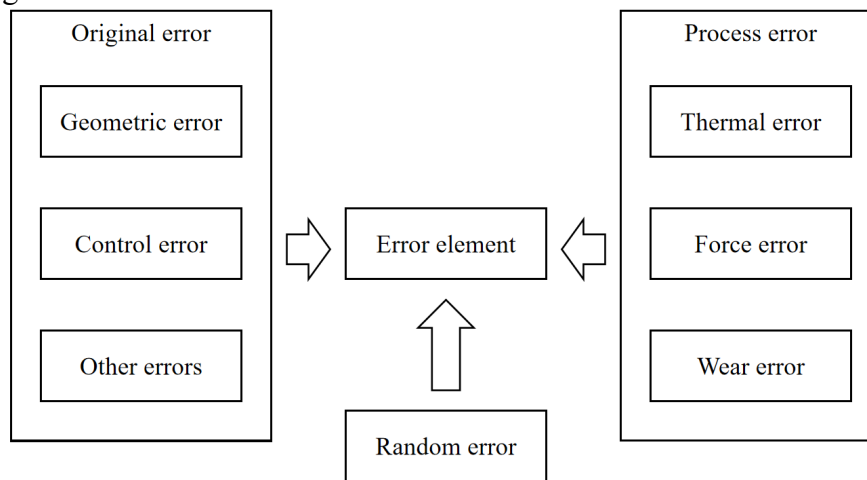 Original error
Geometric error
Control error
Other errors
Error element
Random error
Process error
Thermal error
Force error
Wear error